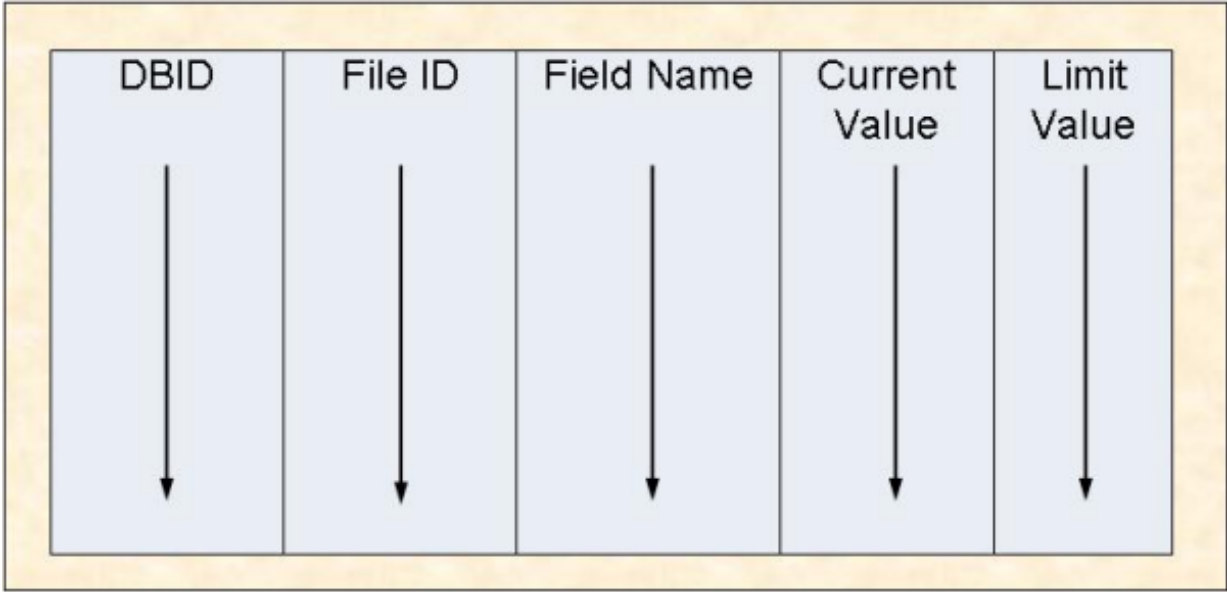 DBID
File ID
Field Name
Current
Value
Limit
Value